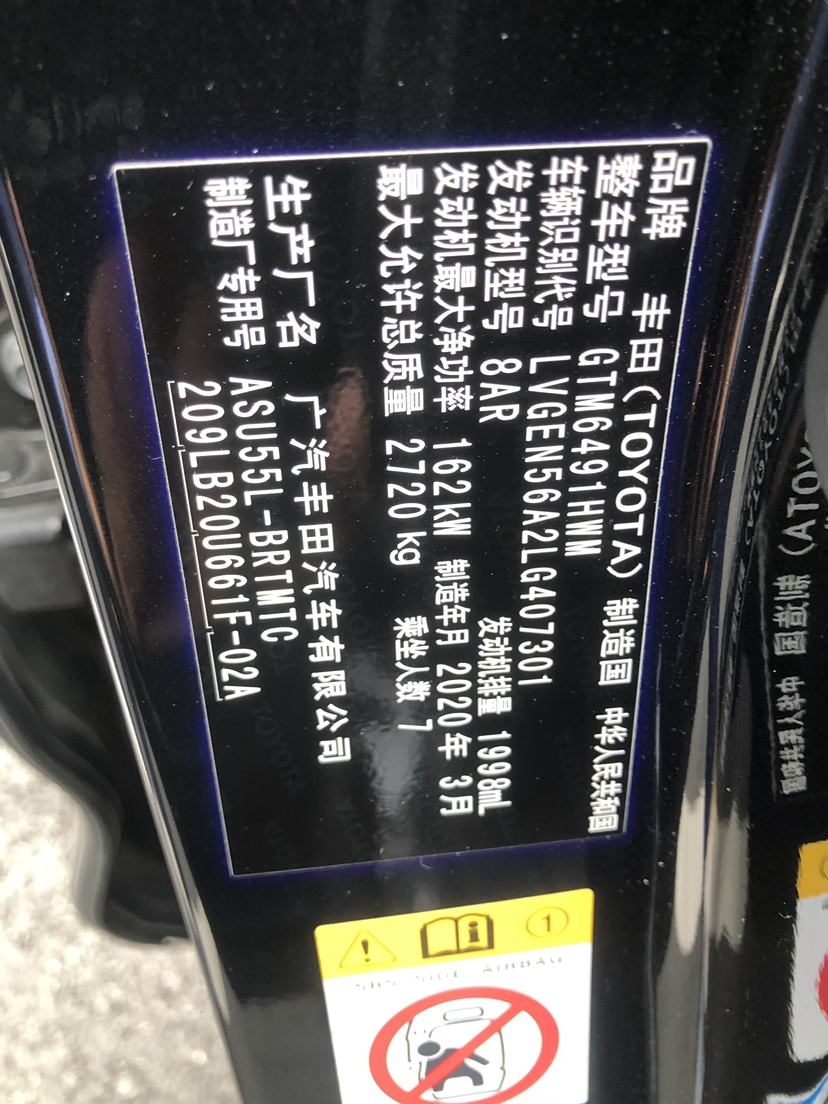 品牌 丰田(TOYOTA) 制造国 中华人民共和国
整车型号 GTM6491HWM
车辆识别代号 LVGEN56A2LG407301
发动机型号 8AR 发动机排量 1998mL
发动机最大净功率 162kW 制造年月 2020年 3月
最大允许总质量 2720kg 乘坐人数 7
生产厂名 广汽丰田汽车有限公司
制造厂专用号 ASU55L-BRTMTC
209LB20U661F-02A
1
SRS SIDE AIRBAG